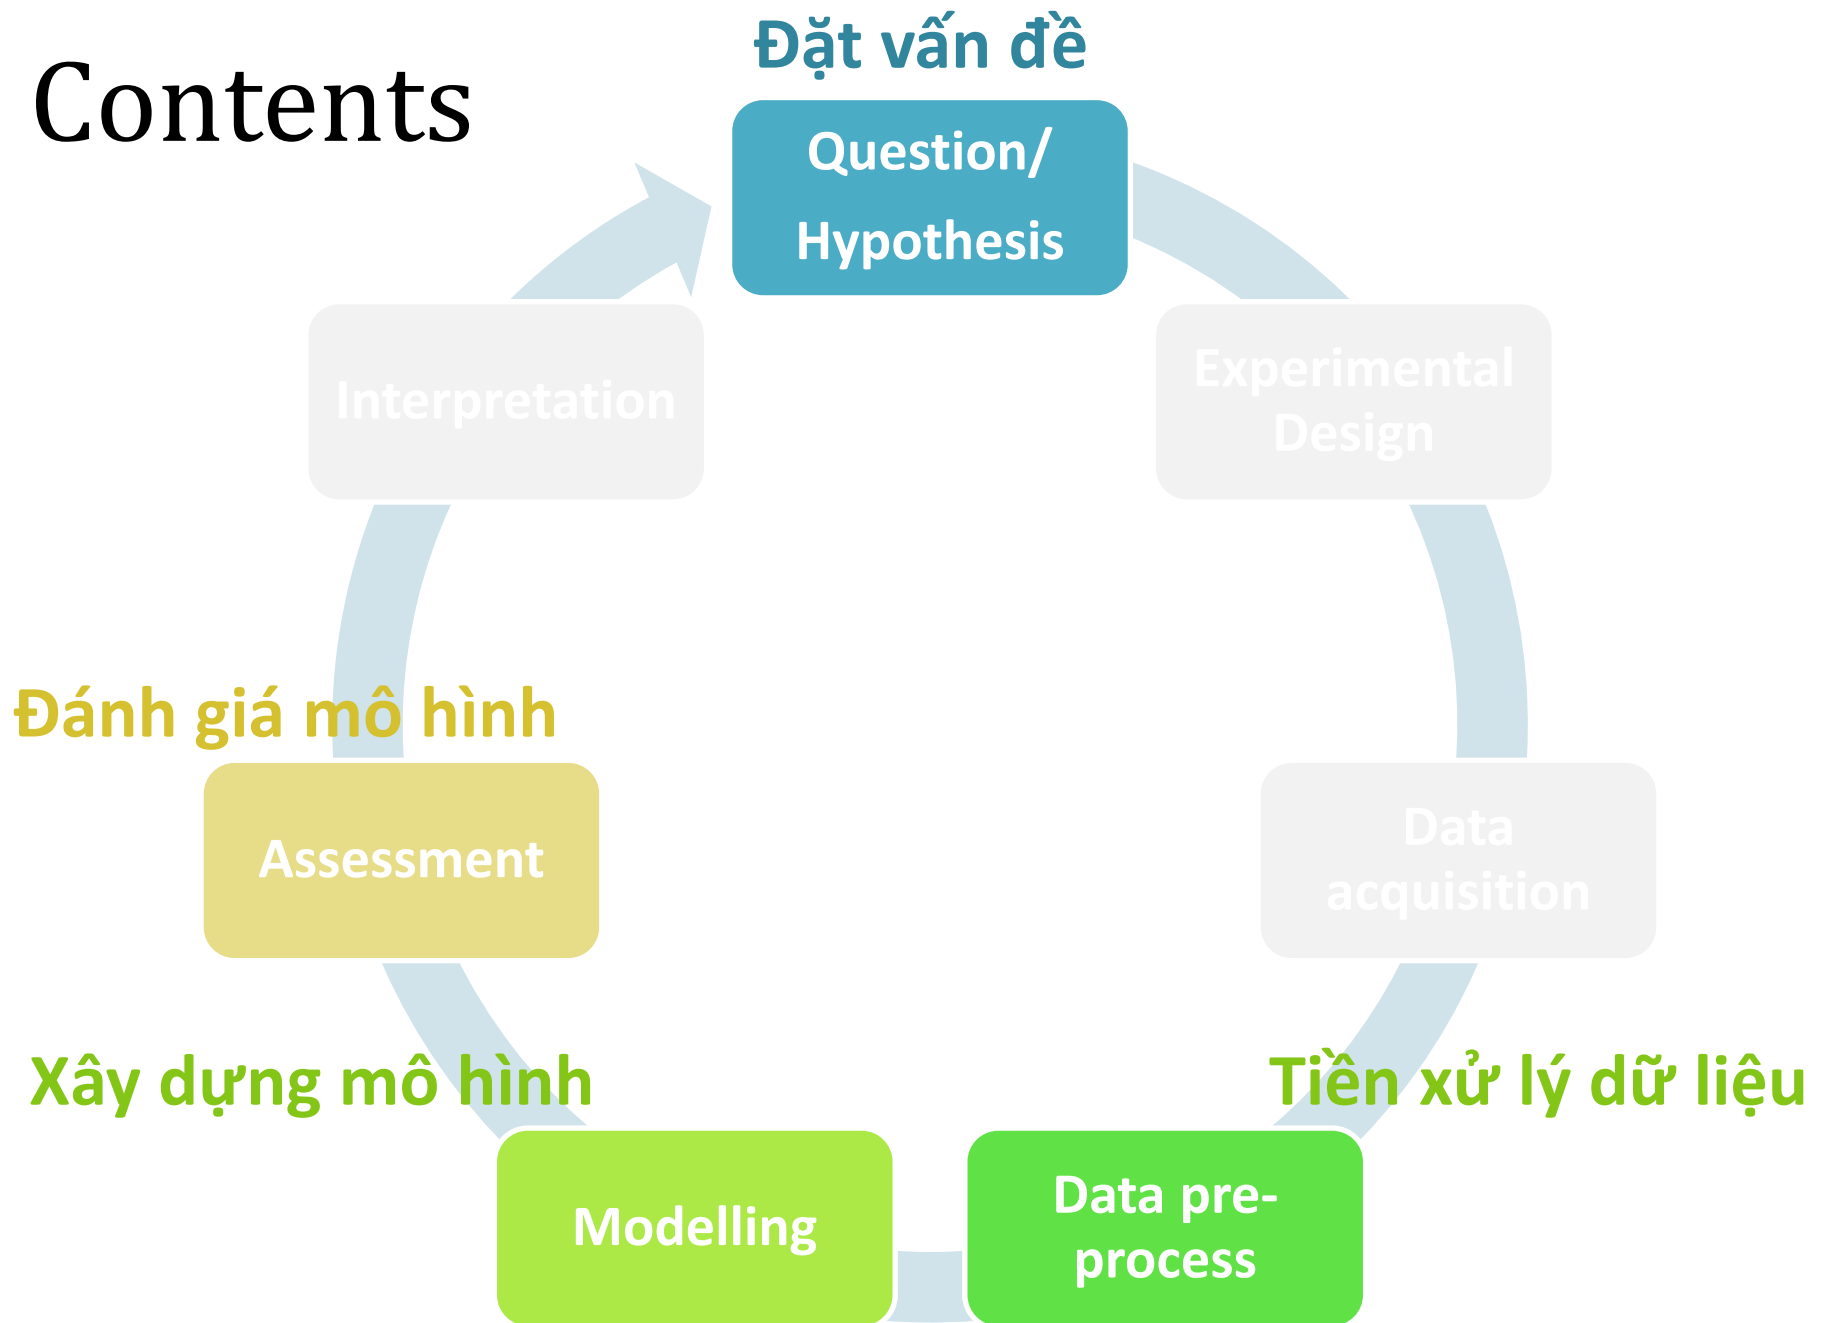 Contents
Đặt vấn đề
Question/
Hypothesis
Experimental
Design
Data
acquisition
Tiền xử lý dữ liệu
Data pre-
process
Modelling
Xây dựng mô hình
Assessment
Đánh giá mô hình
Interpretation